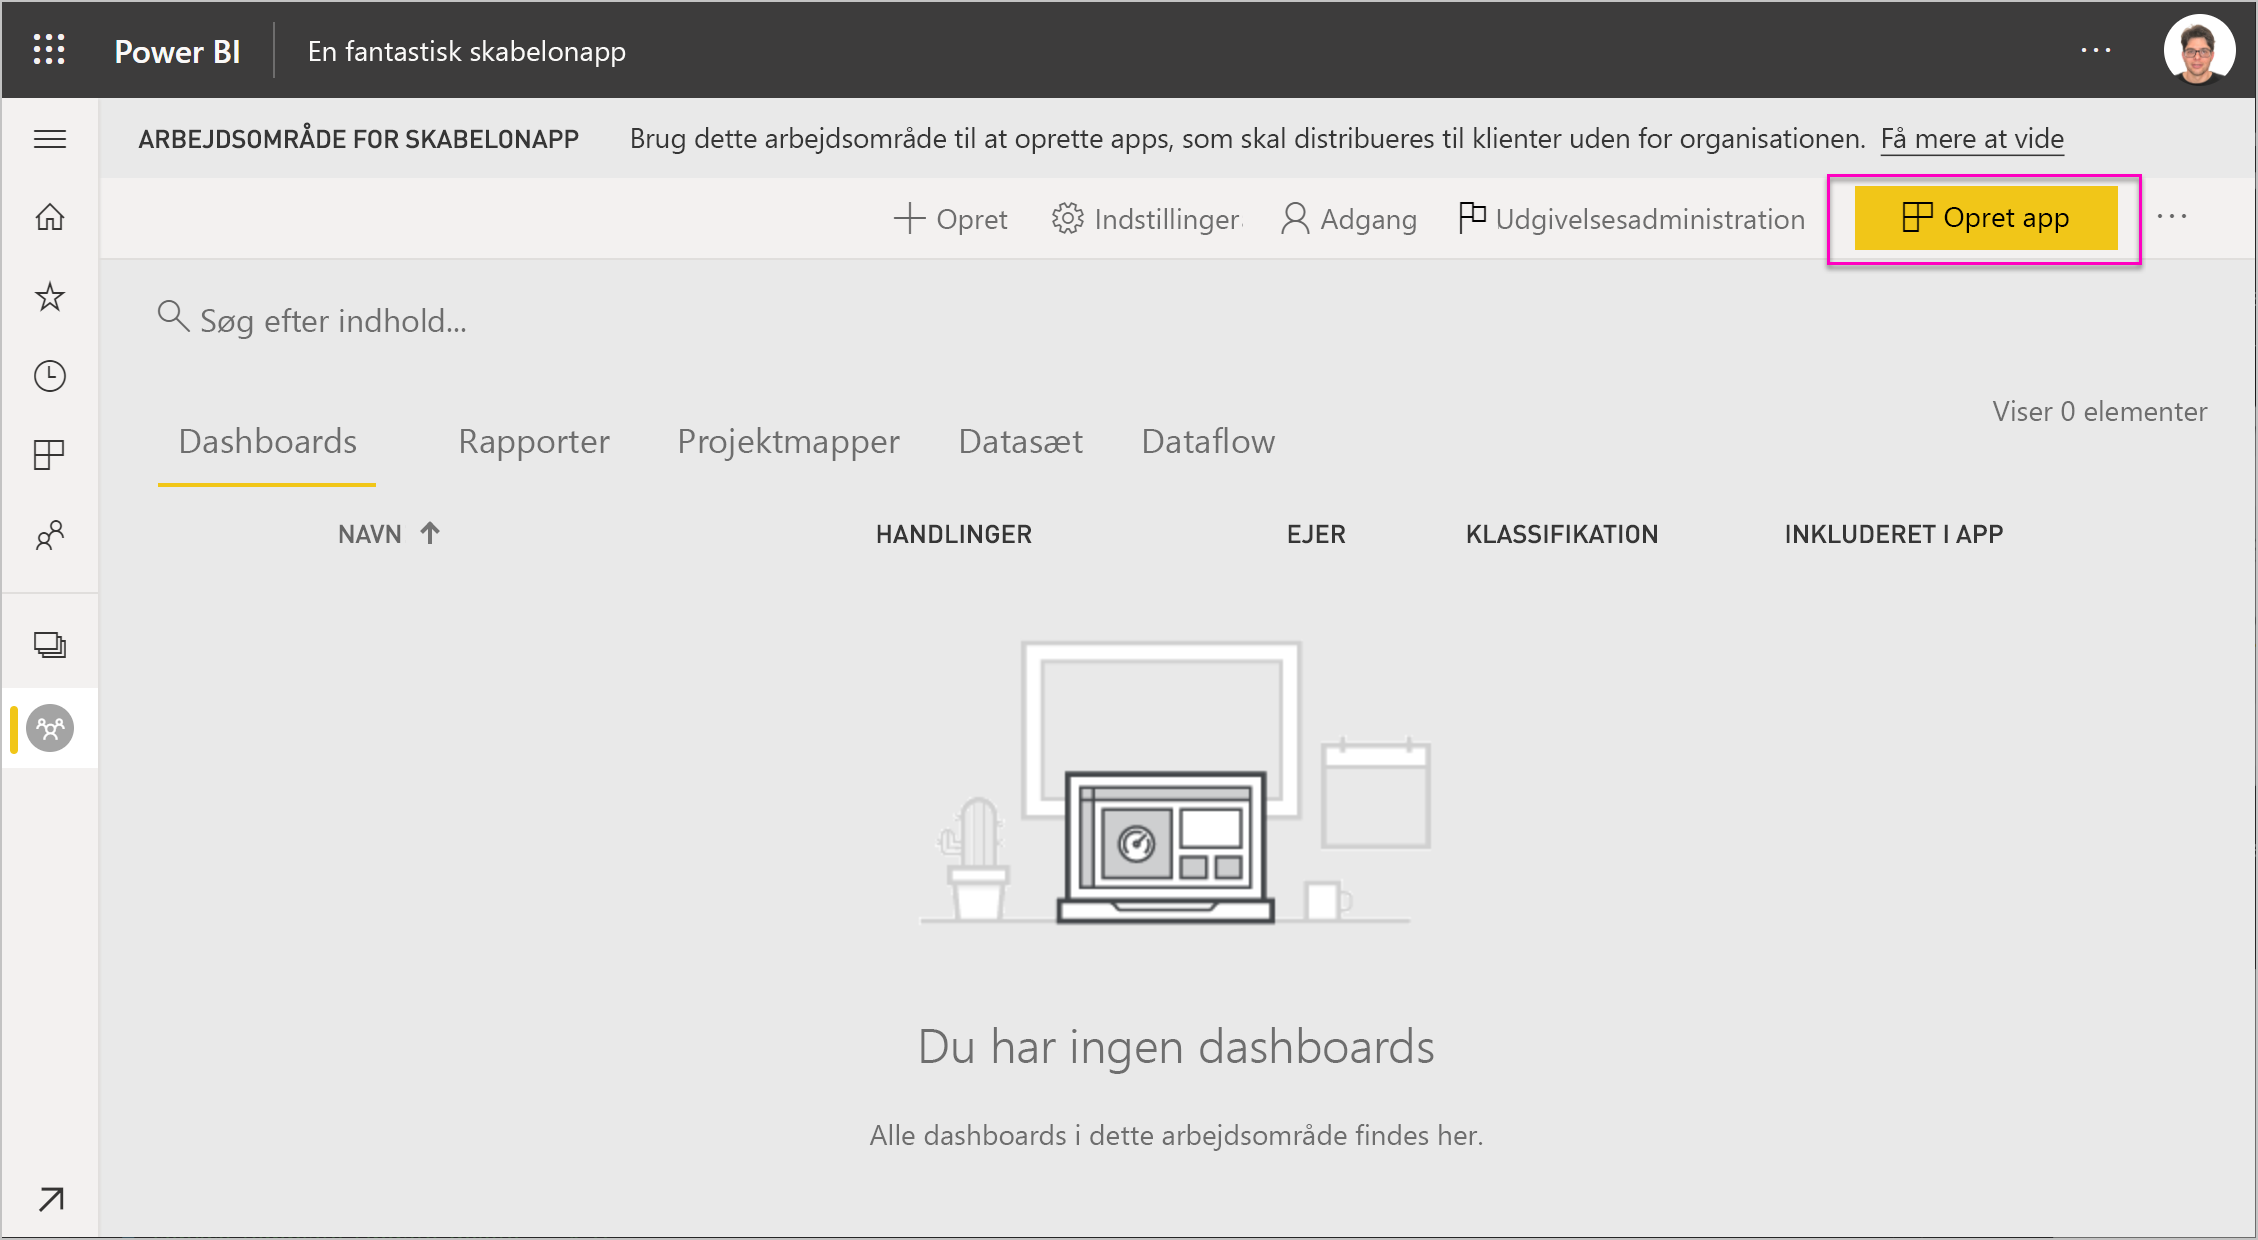 Power BI
En fantastisk skabelonapp
ARBEJDSOMRÅDE FOR SKABELONAPP
Brug dette arbejdsområde til at oprette apps, som skal distribueres til klienter uden for organisationen. Få mere at vide
Opret
Indstillinger
Adgang
Udgivelsesadministration
Opret app
Søg efter indhold...
Viser 0 elementer
Dashboards
Rapporter
Projektmapper
Datasæt
Dataflow
NAVN
HANDLINGER
EJER
KLASSIFIKATION
INKLUDERET I APP
Du har ingen dashboards
Alle dashboards i dette arbejdsområde findes her.